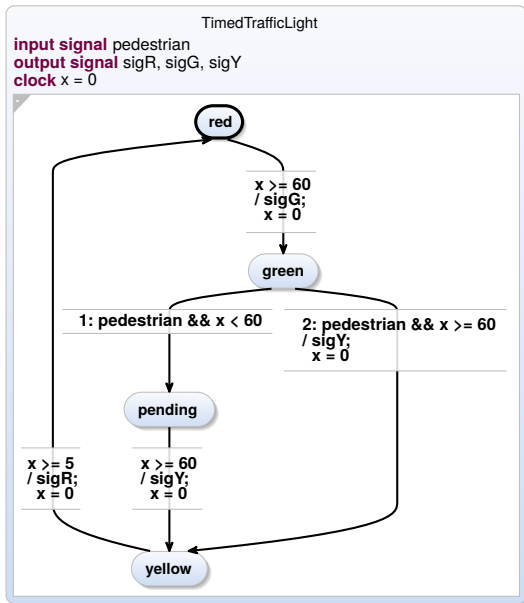 TimedTrafficLight
input signal pedestrian
output signal sigR, sigG, sigY
clock x = 0
-
red
x >= 60
/ sigG;
x = 0
green
1: pedestrian && x < 60
2: pedestrian && x >= 60
/ sigY;
x = 0
pending
x >= 5
/ sigR;
x = 0
x >= 60
/ sigY;
x = 0
yellow